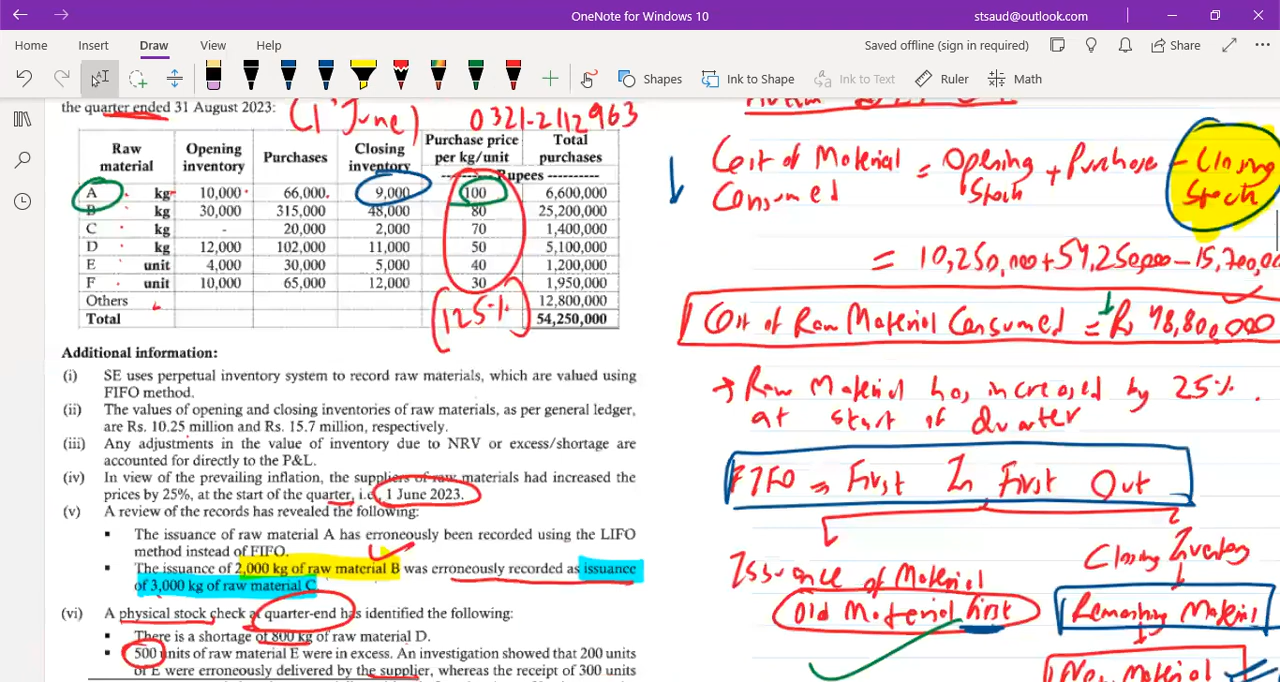 OneNote for Windows 10
stsaud@outlook.com
Home Insert Draw View Help
Saved offline (sign in required)
Share
Shapes
Ink to Shape
Ink to Text
Ruler
Math
the quarter ended 31 August 2023:
(1st June) 0321-2112963
Raw material Opening inventory Purchases Closing inventory Purchase price per kg/unit Total purchases
---------- Rupees ----------
A kg 10,000 66,000 9,000 100 6,600,000
B kg 30,000 315,000 48,000 80 25,200,000
C kg - 20,000 2,000 70 1,400,000
D kg 12,000 102,000 11,000 50 5,100,000
E unit 4,000 30,000 5,000 40 1,200,000
F unit 10,000 65,000 12,000 30 1,950,000
Others 12,800,000
Total 54,250,000
(125%)
Additional information:
(i) SE uses perpetual inventory system to record raw materials, which are valued using
FIFO method.
(ii) The values of opening and closing inventories of raw materials, as per general ledger,
are Rs. 10.25 million and Rs. 15.7 million, respectively.
(iii) Any adjustments in the value of inventory due to NRV or excess/shortage are
accounted for directly to the P&L.
(iv) In view of the prevailing inflation, the suppliers of raw materials had increased the
prices by 25%, at the start of the quarter, i.e. 1 June 2023.
(v) A review of the records has revealed the following:
▪ The issuance of raw material A has erroneously been recorded using the LIFO
method instead of FIFO.
▪ The issuance of 2,000 kg of raw material B was erroneously recorded as issuance
of 3,000 kg of raw material C
(vi) A physical stock check at quarter-end has identified the following:
▪ There is a shortage of 800 kg of raw material D.
▪ 500 units of raw material E were in excess. An investigation showed that 200 units
of E were erroneously delivered by the supplier, whereas the receipt of 300 units
Cost of Material Consumed = Opening Stock + Purchase - Closing Stock
= 10,250,000+54,250,000-15,700,00
Cost of Raw Material Consumed = Rs 48,800,000
→ Raw Material has increased by 25%.
at start of Quarter
FIFO = First In First Out
Issuance of Material
Old Material first
Closing Inventory
Remaining Material
New Material